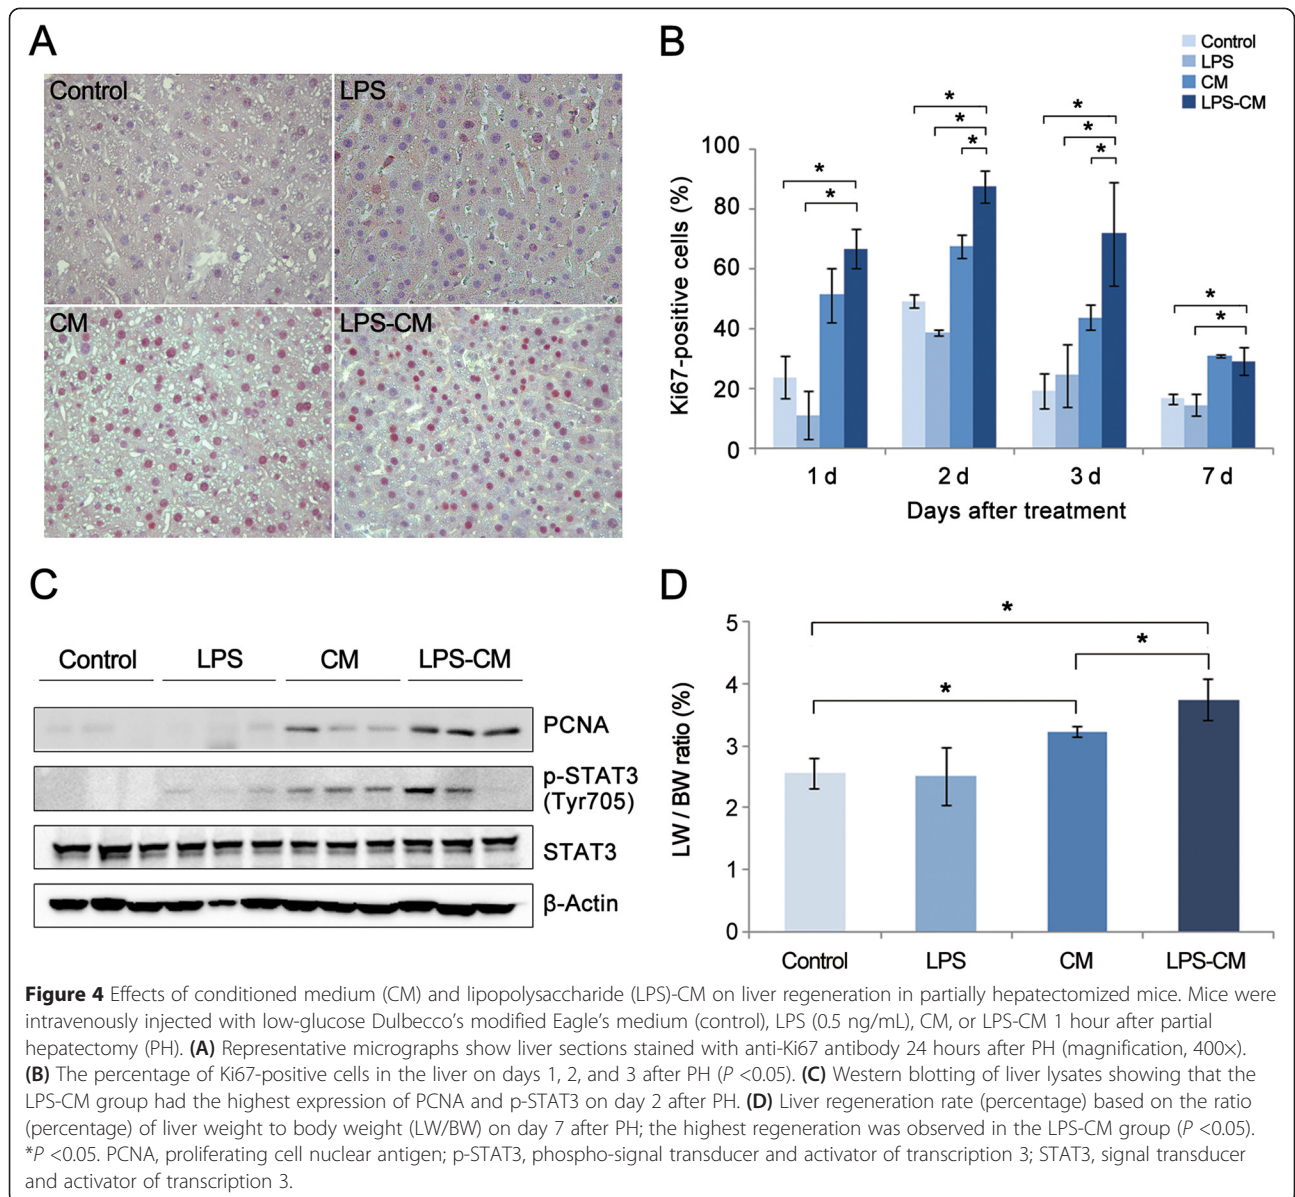 A
Control
LPS
CM
LPS-CM
B
Control
LPS
CM
LPS-CM
Ki67-positive cells (%)
100
80
60
40
20
0
* *
* * *
* * *
* *
1 d 2 d 3 d 7 d
Days after treatment
C
Control LPS CM LPS-CM
PCNA
p-STAT3
(Tyr705)
STAT3
β-Actin
D
LW / BW ratio (%)
5
4
3
2
1
0
*
*
*
Control LPS CM LPS-CM
Figure 4 Effects of conditioned medium (CM) and lipopolysaccharide (LPS)-CM on liver regeneration in partially hepatectomized mice. Mice were
intravenously injected with low-glucose Dulbecco’s modified Eagle’s medium (control), LPS (0.5 ng/mL), CM, or LPS-CM 1 hour after partial
hepatectomy (PH). (A) Representative micrographs show liver sections stained with anti-Ki67 antibody 24 hours after PH (magnification, 400×).
(B) The percentage of Ki67-positive cells in the liver on days 1, 2, and 3 after PH (P <0.05). (C) Western blotting of liver lysates showing that the
LPS-CM group had the highest expression of PCNA and p-STAT3 on day 2 after PH. (D) Liver regeneration rate (percentage) based on the ratio
(percentage) of liver weight to body weight (LW/BW) on day 7 after PH; the highest regeneration was observed in the LPS-CM group (P <0.05).
*P <0.05. PCNA, proliferating cell nuclear antigen; p-STAT3, phospho-signal transducer and activator of transcription 3; STAT3, signal transducer
and activator of transcription 3.